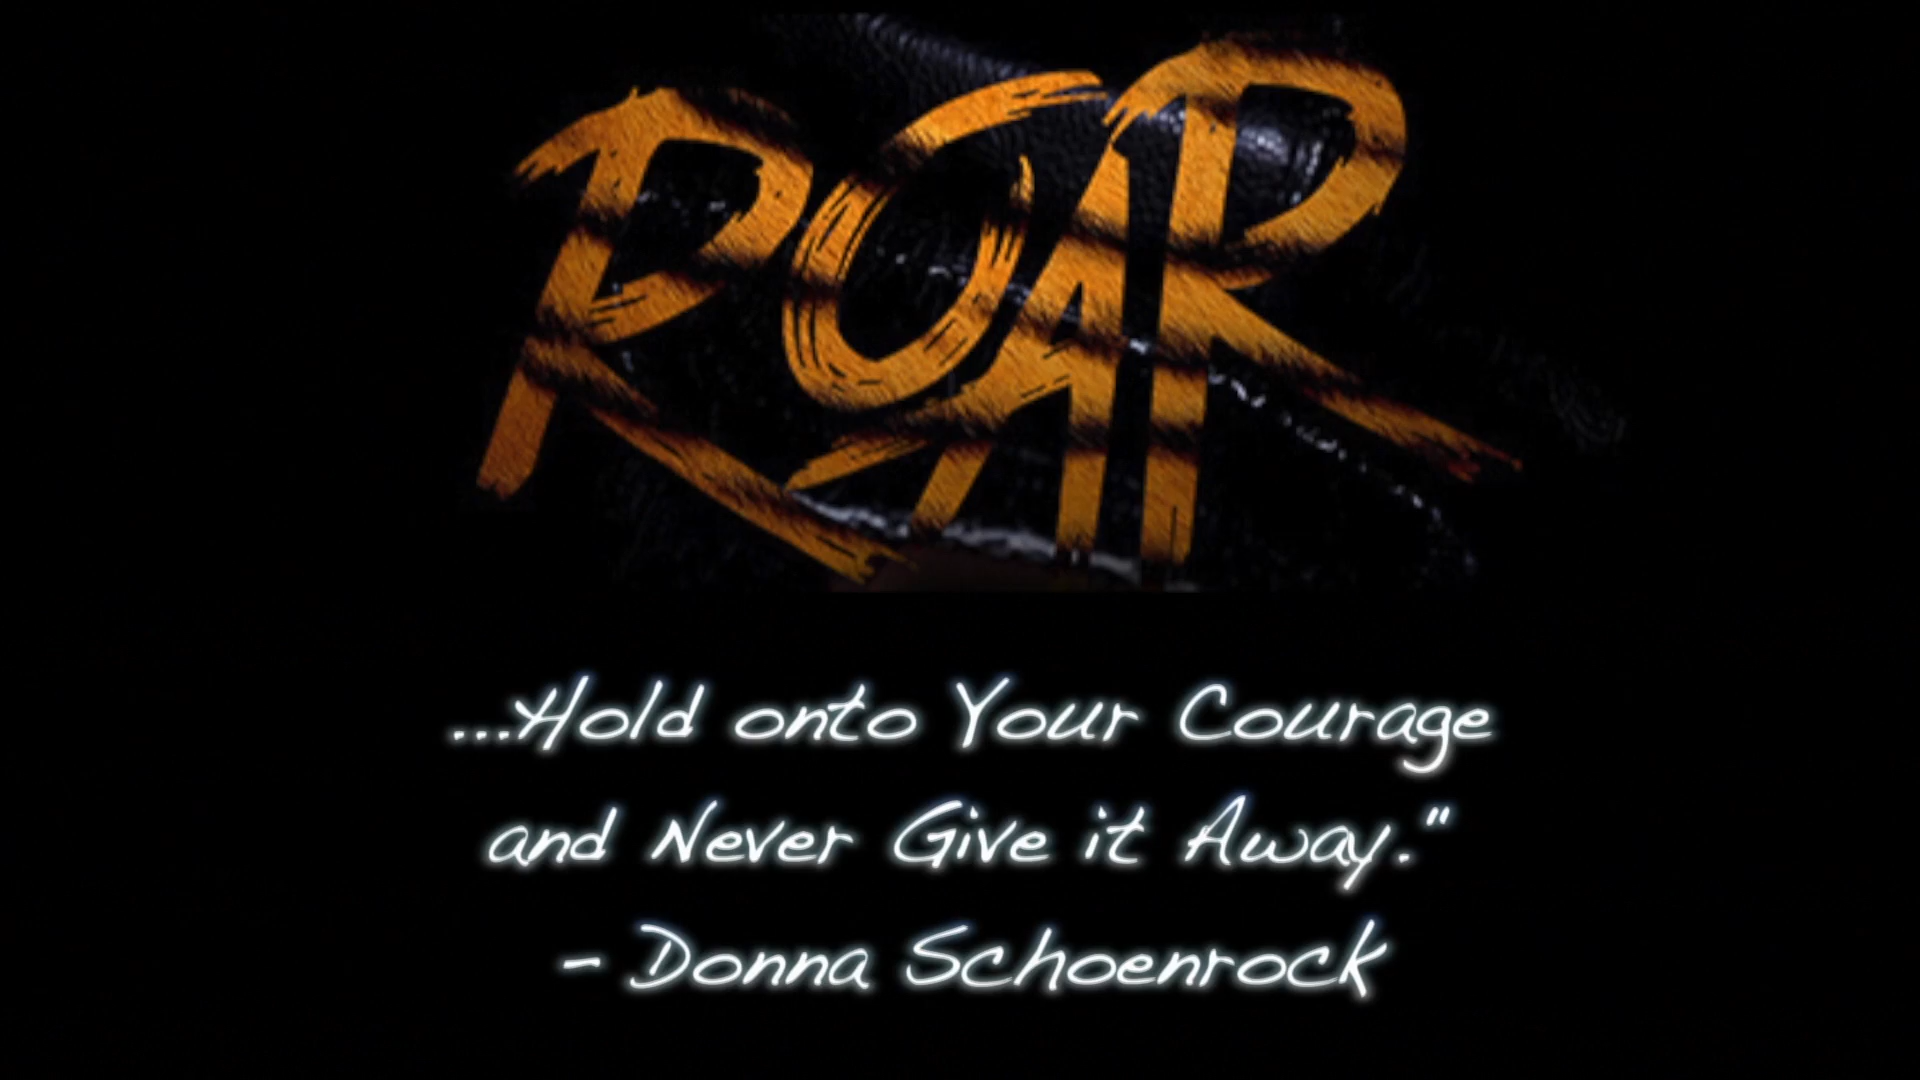 ROAR
...Hold onto Your Courage
and Never Give it Away."
- Donna Schoenrock